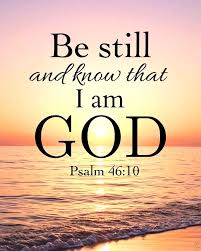 Be still
and know that
I am
GOD
Psalm 46:10